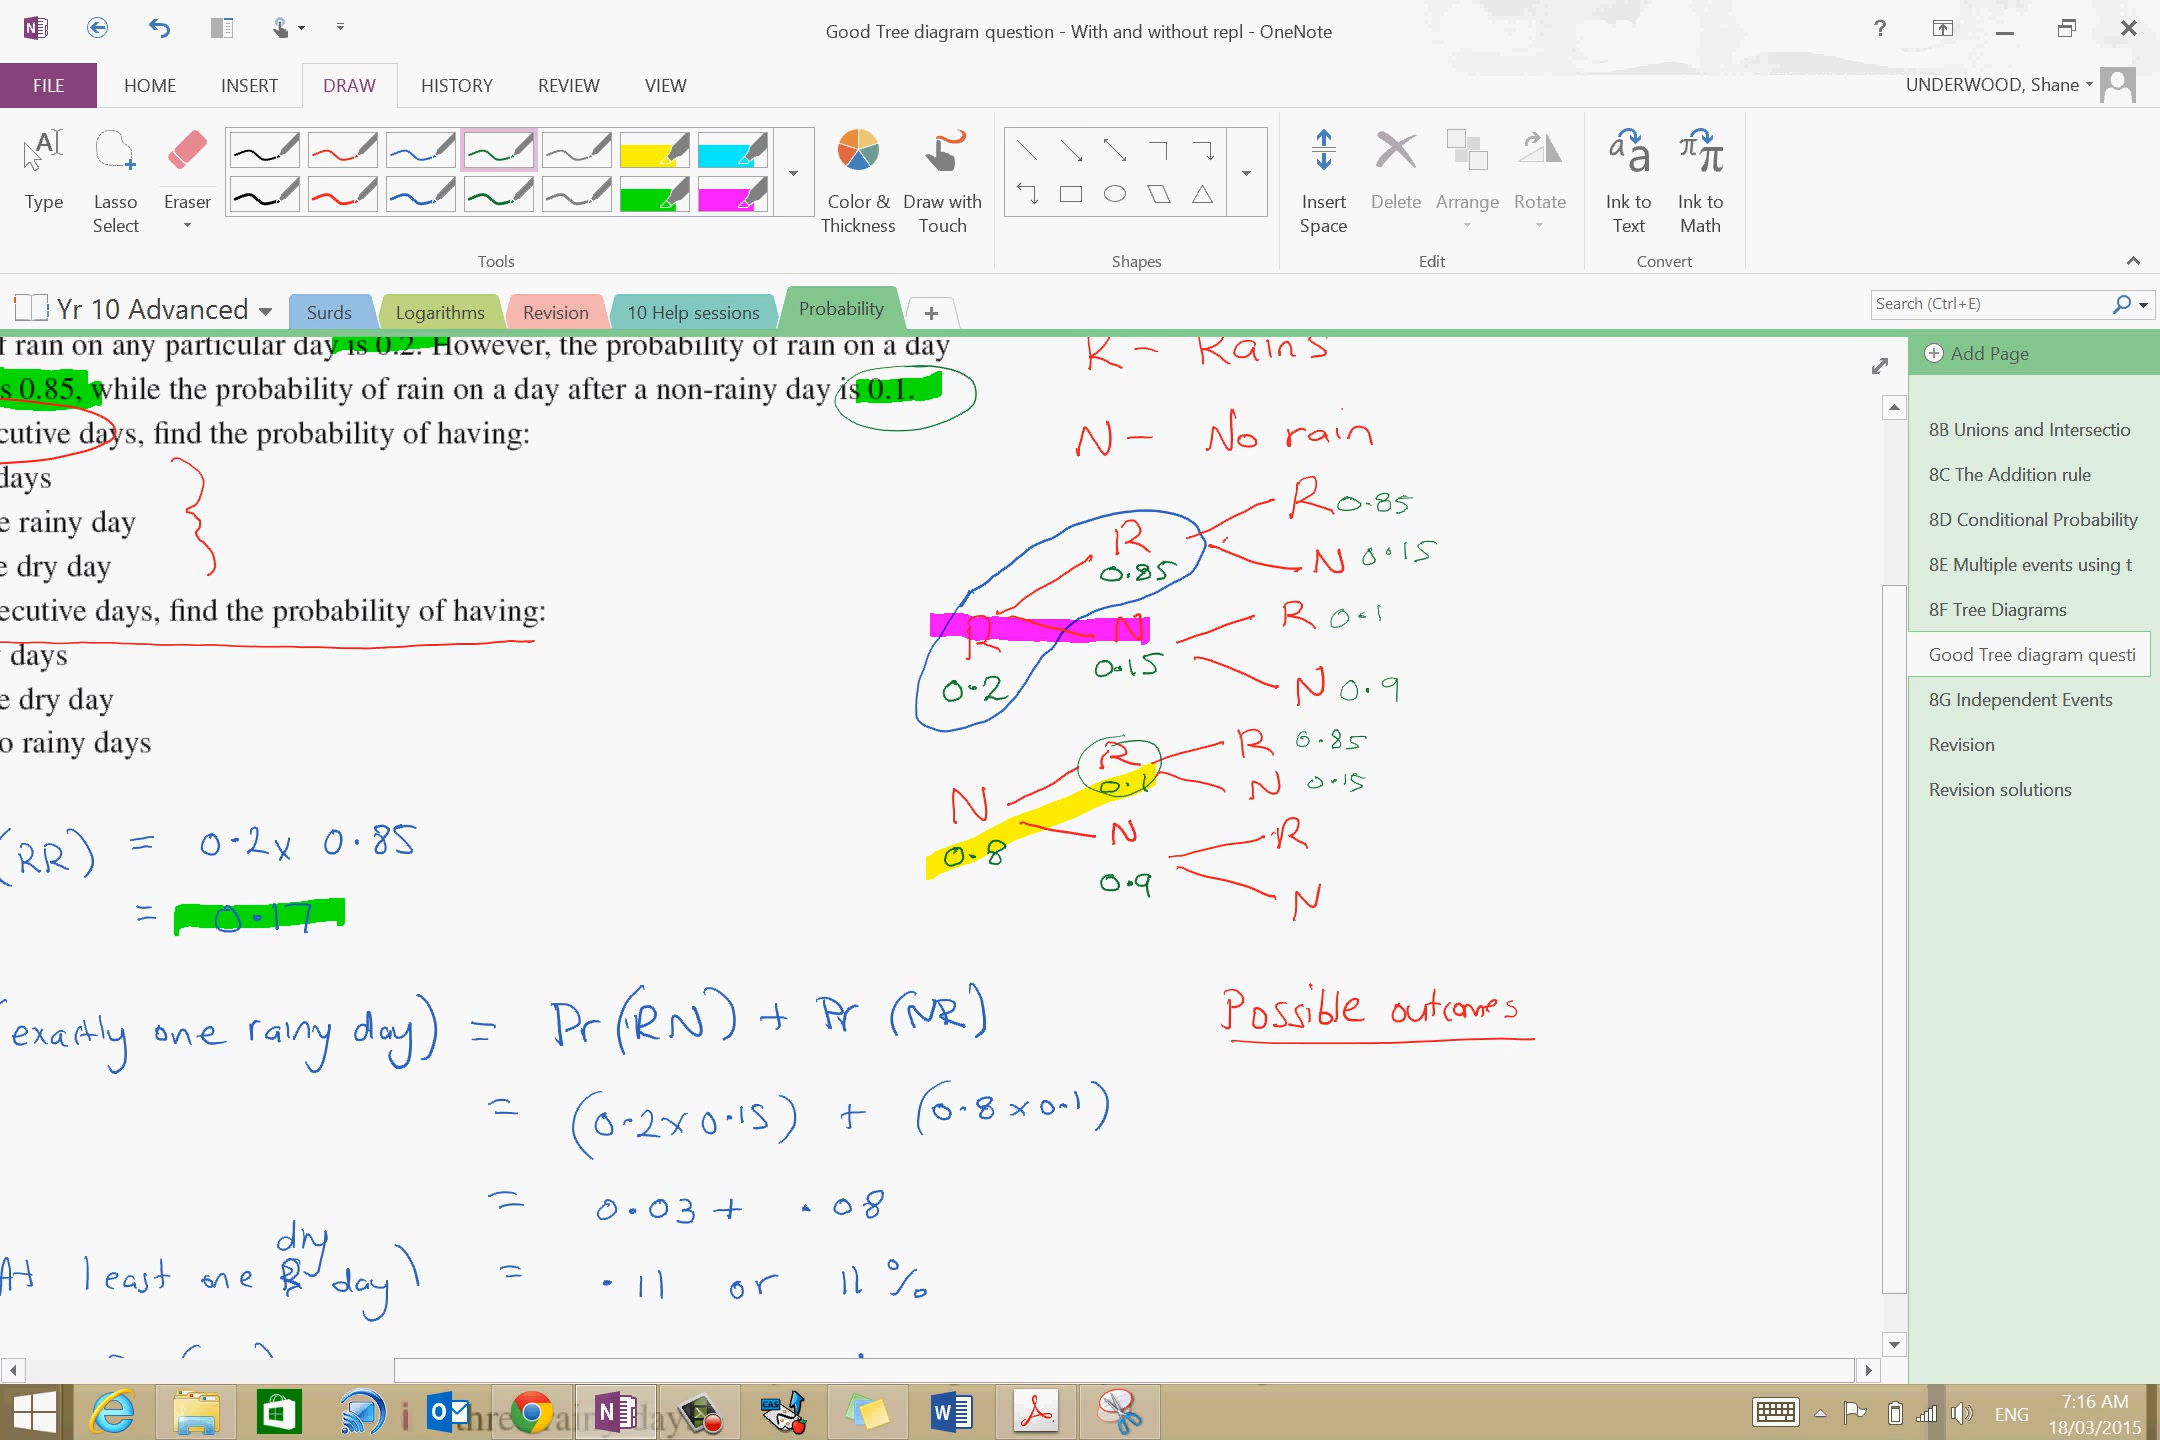 Good Tree diagram question - With and without repl - OneNote
?
FILE HOME INSERT DRAW HISTORY REVIEW VIEW
UNDERWOOD, Shane
Type
Lasso Select
Eraser
Color & Thickness
Draw with Touch
Insert Space
Delete
Arrange
Rotate
Ink to Text
Ink to Math
Tools
Shapes
Edit
Convert
Yr 10 Advanced
Surds
Logarithms
Revision
10 Help sessions
Probability
+
Search (Ctrl+E)
f rain on any particular day is 0.2. However, the probability of rain on a day
s 0.85, while the probability of rain on a day after a non-rainy day is 0.1.
cutive days, find the probability of having:
days
e rainy day
e dry day
ecutive days, find the probability of having:
days
e dry day
o rainy days
R - Rains
N - No rain
R 0.85
R
0.85
N 0.15
R
0.2
N
0.15
R 0.1
N 0.9
N
0.8
R
0.1
R 0.85
N 0.15
N
0.9
R
N
(RR) = 0.2 x 0.85
= 0.17
exactly one rainy day) = Pr(RN) + Pr (NR)
= (0.2 x 0.15) + (0.8 x 0.1)
= 0.03 + .08
= .11 or 11%
dry
At least one day)
Possible outcomes
Add Page
8B Unions and Intersectio
8C The Addition rule
8D Conditional Probability
8E Multiple events using t
8F Tree Diagrams
Good Tree diagram questi
8G Independent Events
Revision
Revision solutions
i three rainy days
ENG
7:16 AM
18/03/2015